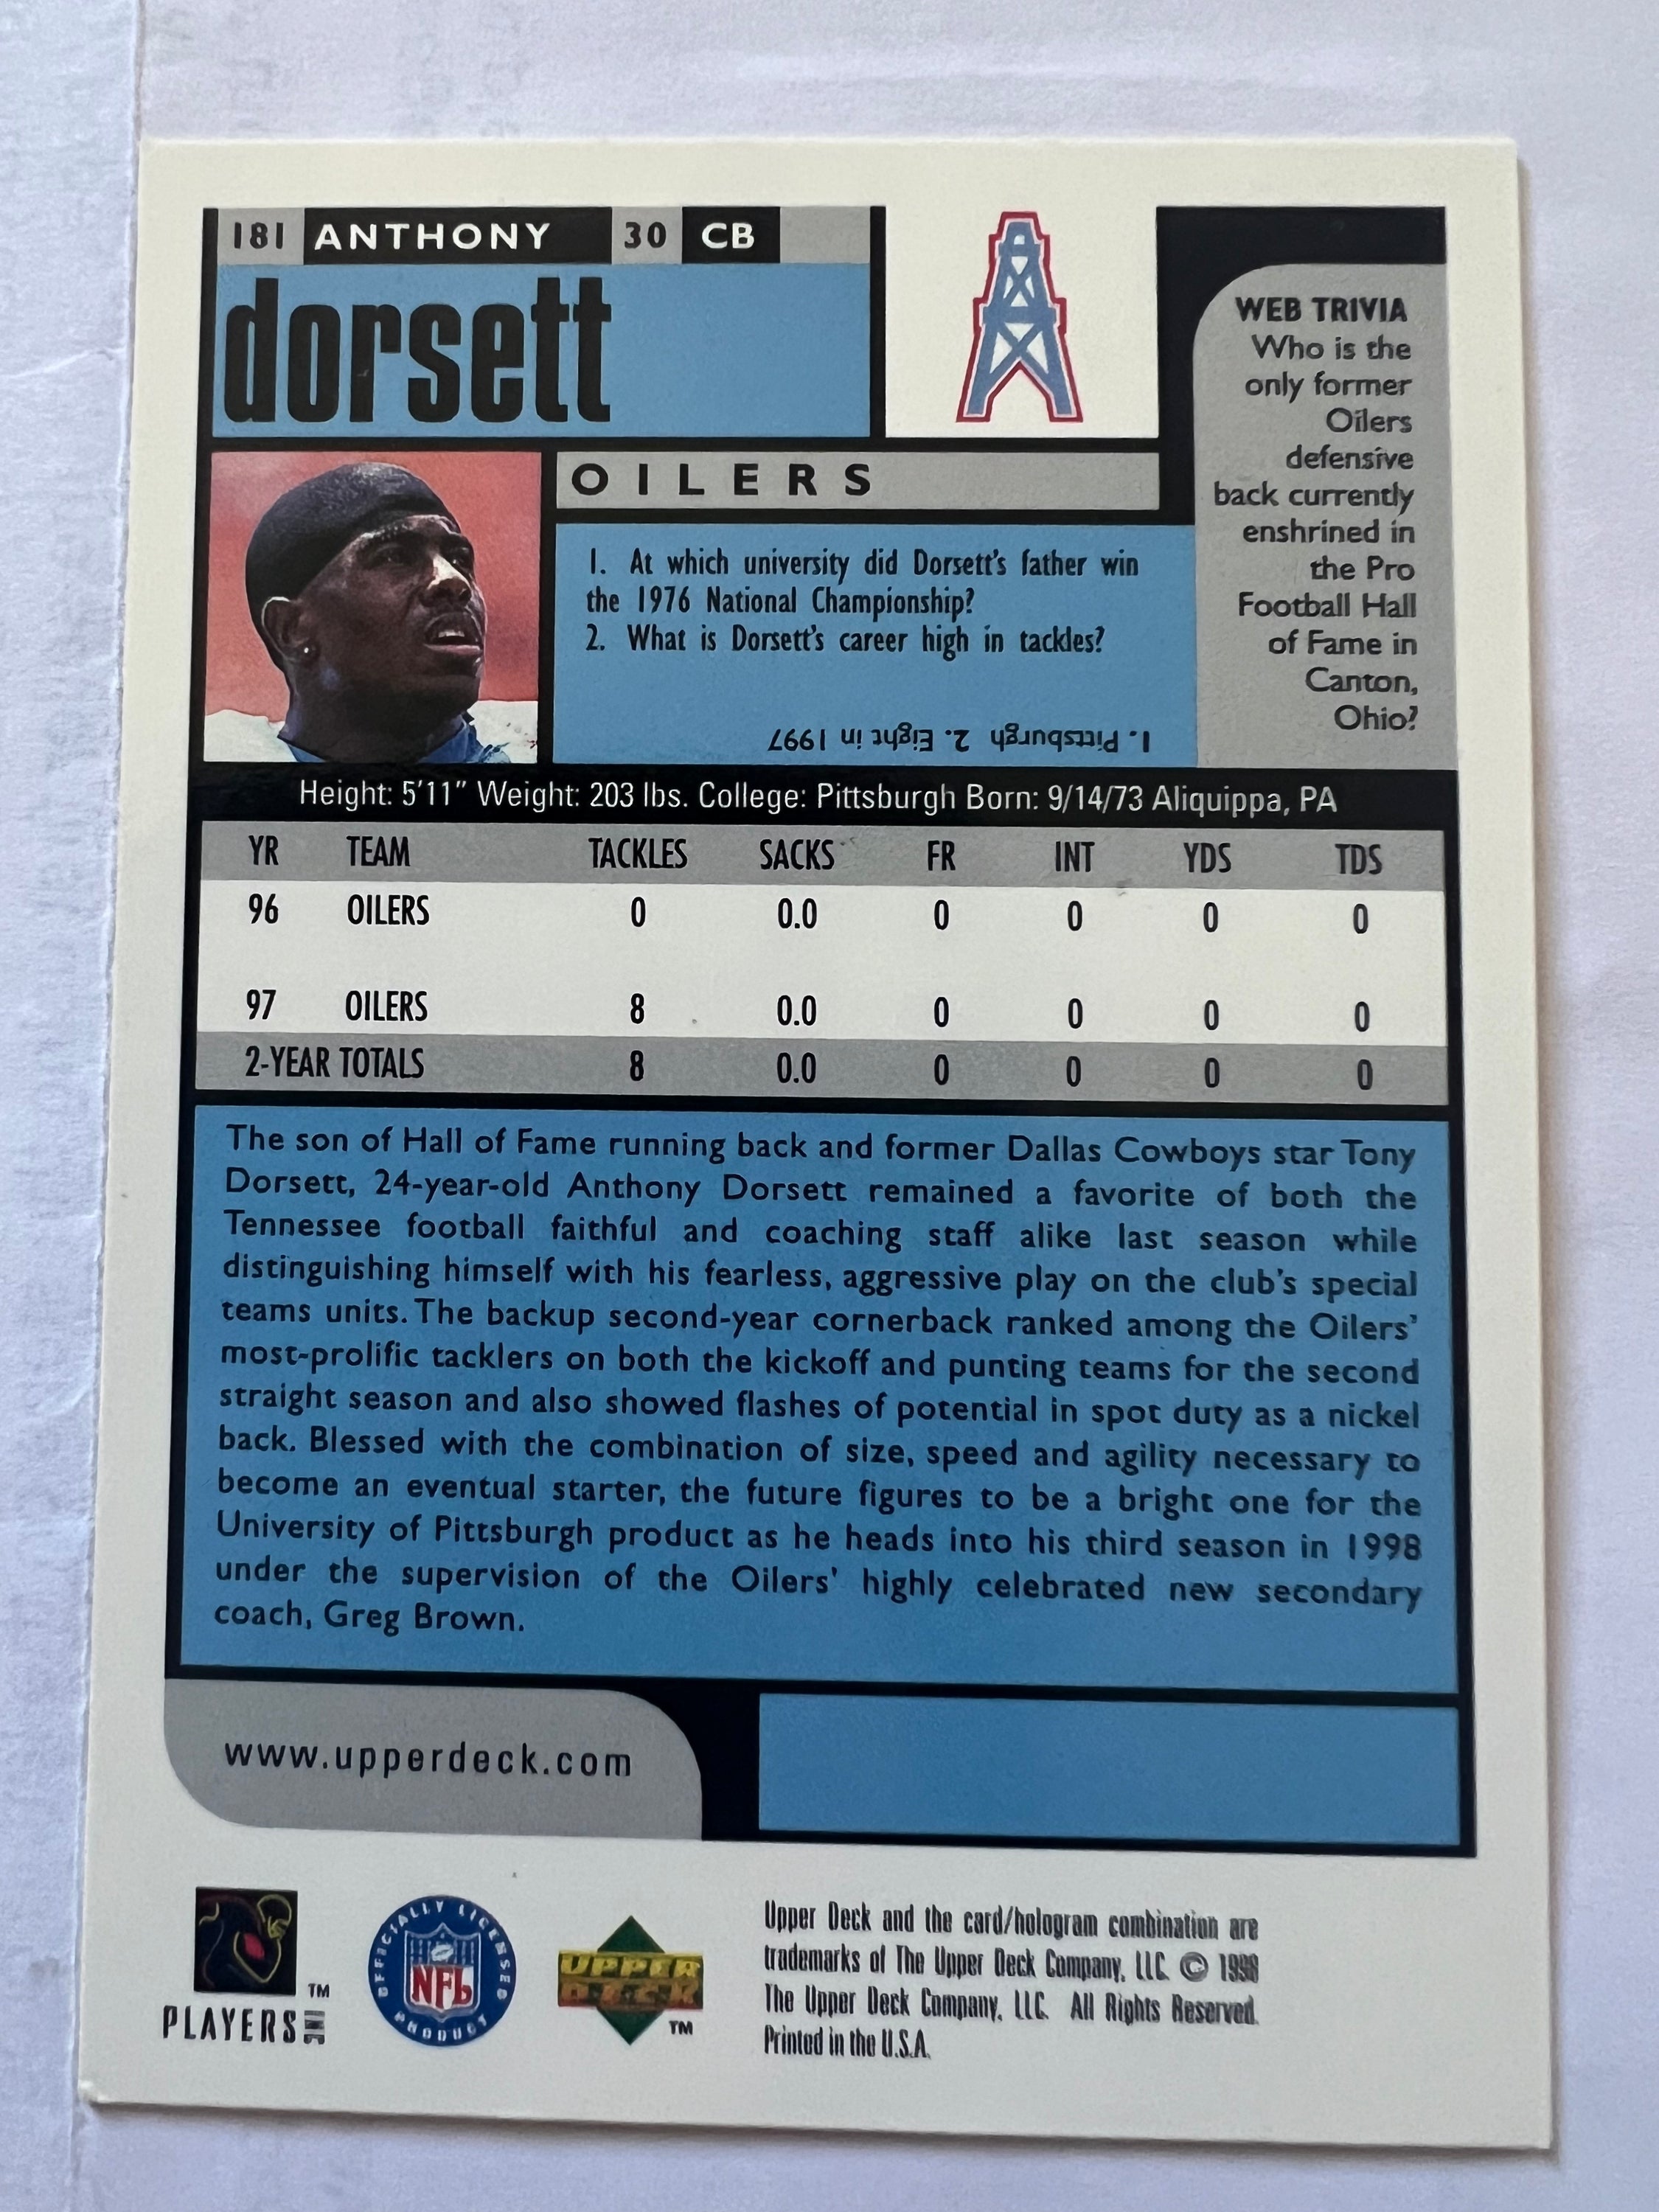 181 ANTHONY 30 CB
dorsett
OILERS
1. At which university did Dorsett's father win
the 1976 National Championship?
2. What is Dorsett's career high in tackles?
1. Pittsburgh 2. Eight in 1997
WEB TRIVIA
Who is the
only former
Oilers
defensive
back currently
enshrined in
the Pro
Football Hall
of Fame in
Canton,
Ohio?
Height: 5'11" Weight: 203 lbs. College: Pittsburgh Born: 9/14/73 Aliquippa, PA
YR TEAM TACKLES SACKS FR INT YDS TDS
96 OILERS 0 0.0 0 0 0 0
97 OILERS 8 0.0 0 0 0 0
2-YEAR TOTALS 8 0.0 0 0 0 0
The son of Hall of Fame running back and former Dallas Cowboys star Tony
Dorsett, 24-year-old Anthony Dorsett remained a favorite of both the
Tennessee football faithful and coaching staff alike last season while
distinguishing himself with his fearless, aggressive play on the club's special
teams units. The backup second-year cornerback ranked among the Oilers'
most-prolific tacklers on both the kickoff and punting teams for the second
straight season and also showed flashes of potential in spot duty as a nickel
back. Blessed with the combination of size, speed and agility necessary to
become an eventual starter, the future figures to be a bright one for the
University of Pittsburgh product as he heads into his third season in 1998
under the supervision of the Oilers' highly celebrated new secondary
coach, Greg Brown.
www.upperdeck.com
TM
PLAYERS INC
OFFICIALLY LICENSED
NFL
PRODUCT
UPPER
DECK
TM
Upper Deck and the card/hologram combination are
trademarks of The Upper Deck Company, LLC. © 1998
The Upper Deck Company, LLC. All Rights Reserved.
Printed in the U.S.A.